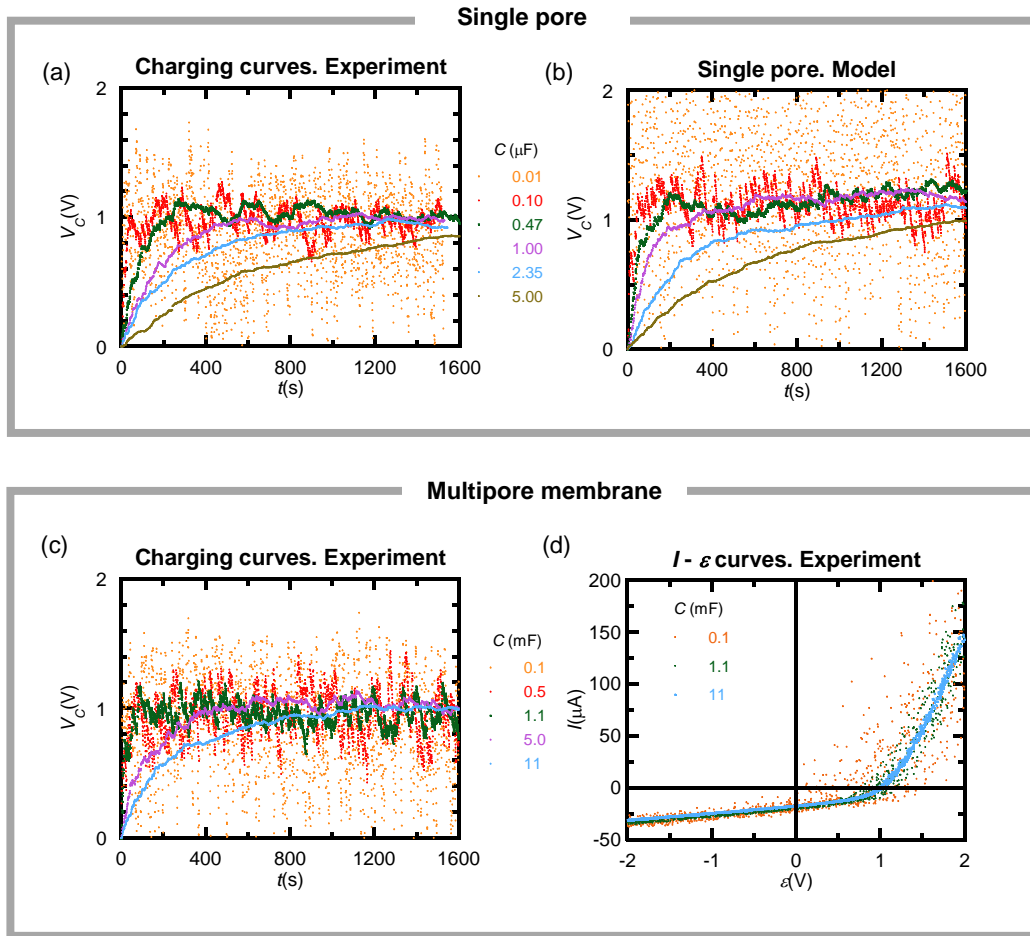 Single pore
(a)
Charging curves. Experiment
2
1
0
V_C(V)
0 400 800 1200 1600
t(s)
C (μF)
0.01
0.10
0.47
1.00
2.35
5.00
(b)
Single pore. Model
2
1
0
V_C(V)
0 400 800 1200 1600
t(s)
Multipore membrane
(c)
Charging curves. Experiment
2
1
0
V_C(V)
0 400 800 1200 1600
t(s)
C (mF)
0.1
0.5
1.1
5.0
11
(d)
I - ε curves. Experiment
200
150
100
50
0
-50
I(μA)
C (mF)
0.1
1.1
11
-2 -1 0 1 2
ε(V)